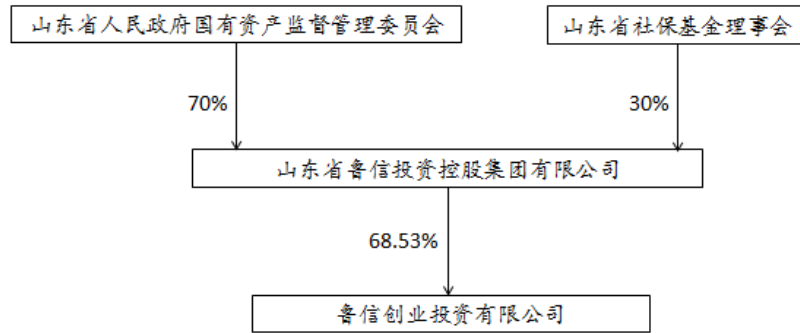 山东省人民政府国有资产监督管理委员会
山东省社保基金理事会
70%
30%
山东省鲁信投资控股集团有限公司
68.53%
鲁信创业投资有限公司